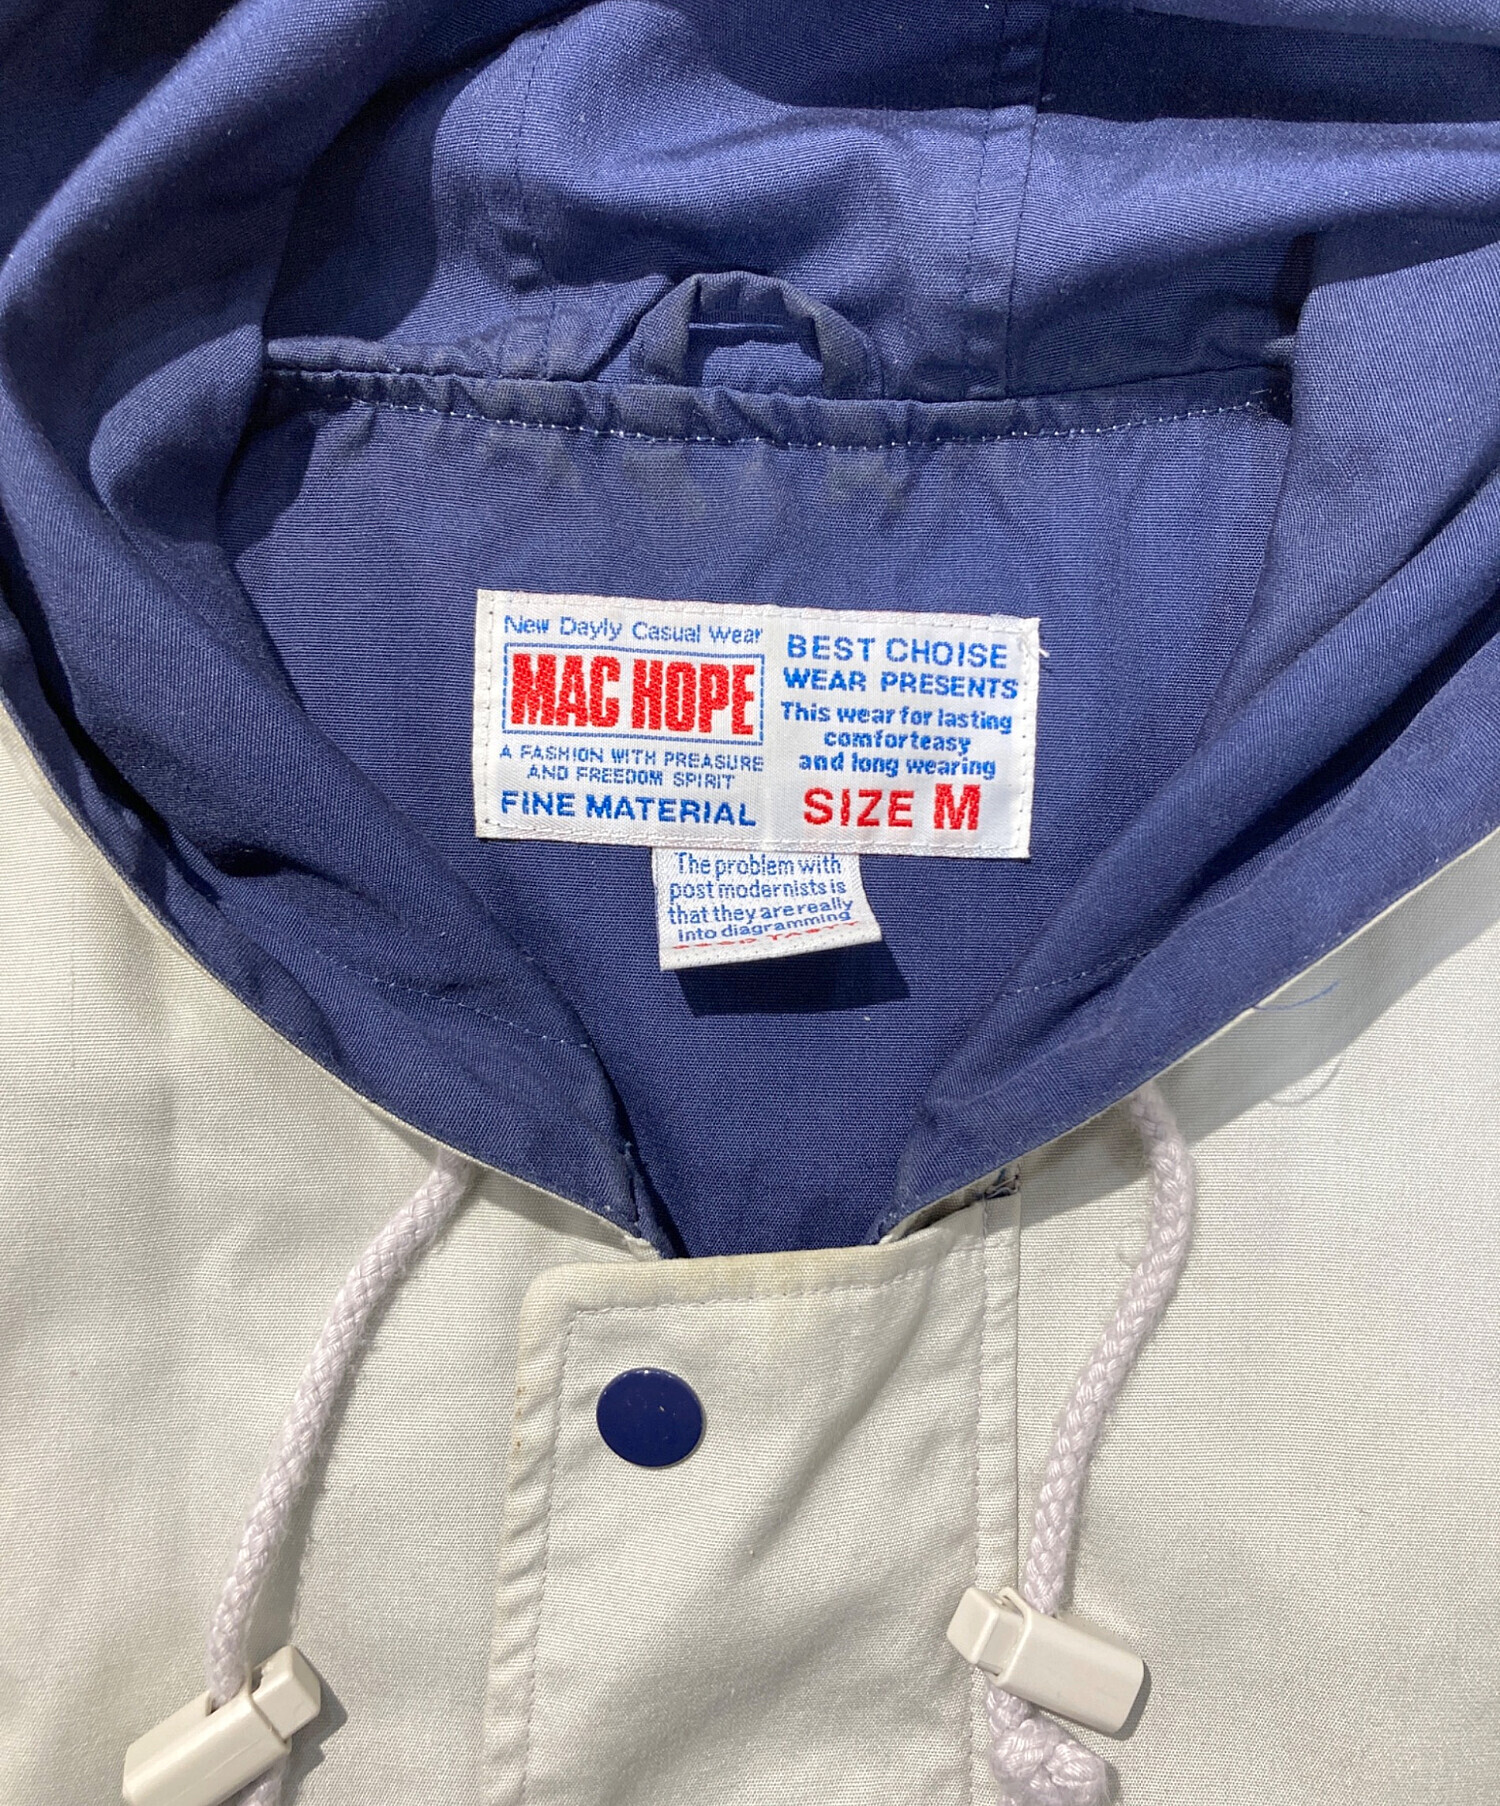 New Dayly Casual Wear
MAC HOPE
A FASHION WITH PREASURE
AND FREEDOM SPIRIT
FINE MATERIAL
BEST CHOISE
WEAR PRESENTS
This wear for lasting
comforteasy
and long wearing
SIZE M
The problem with
post modernists is
that they are really
into diagramming
GOOD TASTY